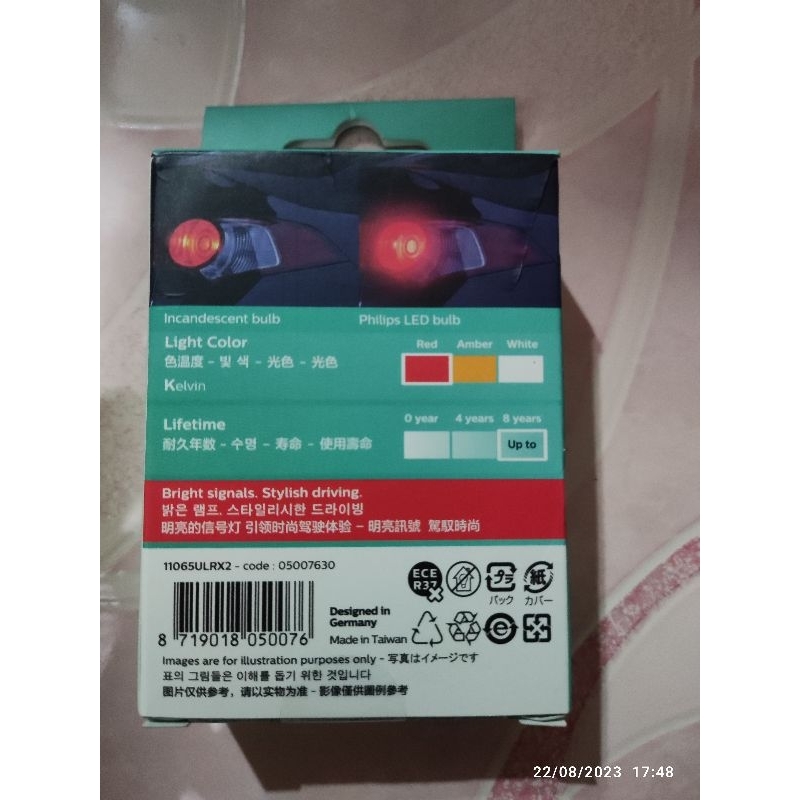 Incandescent bulb
Philips LED bulb
Light Color
Red Amber White
色温度 - 빛 색 - 光色 - 光色
Kelvin
Lifetime
0 year 4 years 8 years
耐久年数 - 수명 - 寿命 - 使用壽命
Up to
Bright signals. Stylish driving.
밝은 램프. 스타일리시한 드라이빙
明亮的信号灯 引领时尚驾驶体验 - 明亮訊號 駕馭時尚
11065ULRX2 - code : 05007630
ECE
R37
プラ
紙
パック
カバー
Designed in
Germany
Made in Taiwan
8 719018 050076
Images are for illustration purposes only - 写真はイメージです
표의 그림들은 이해를 돕기 위한 것입니다
图片仅供参考，请以实物为准 - 影像僅供圖例參考
22/08/2023 17:48